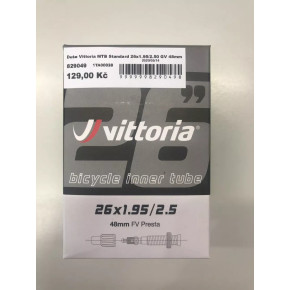 Duše Vittoria MTB Standard 26x1.95/2.50 GV 48mm
829049
129,00 Kč
26"
Vittoria
bicycle inner tube
26x1.95/2.5
48mm FV Presta